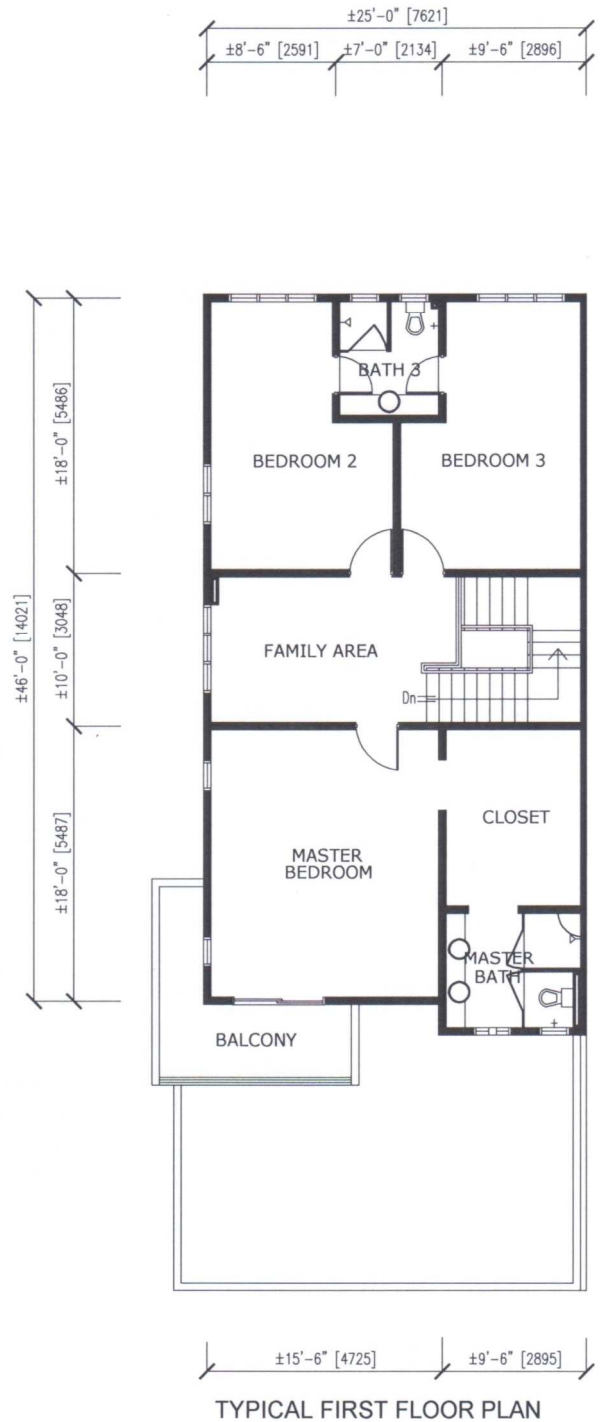 ±25'-0" [7621]
±8'-6" [2591]
±7'-0" [2134]
±9'-6" [2896]
±46'-0" [14021]
±18'-0" [5486]
±10'-0" [3048]
±18'-0" [5487]
BATH 3
BEDROOM 2
BEDROOM 3
FAMILY AREA
Dn
CLOSET
MASTER
BEDROOM
MASTER
BATH
BALCONY
±15'-6" [4725]
±9'-6" [2895]
TYPICAL FIRST FLOOR PLAN